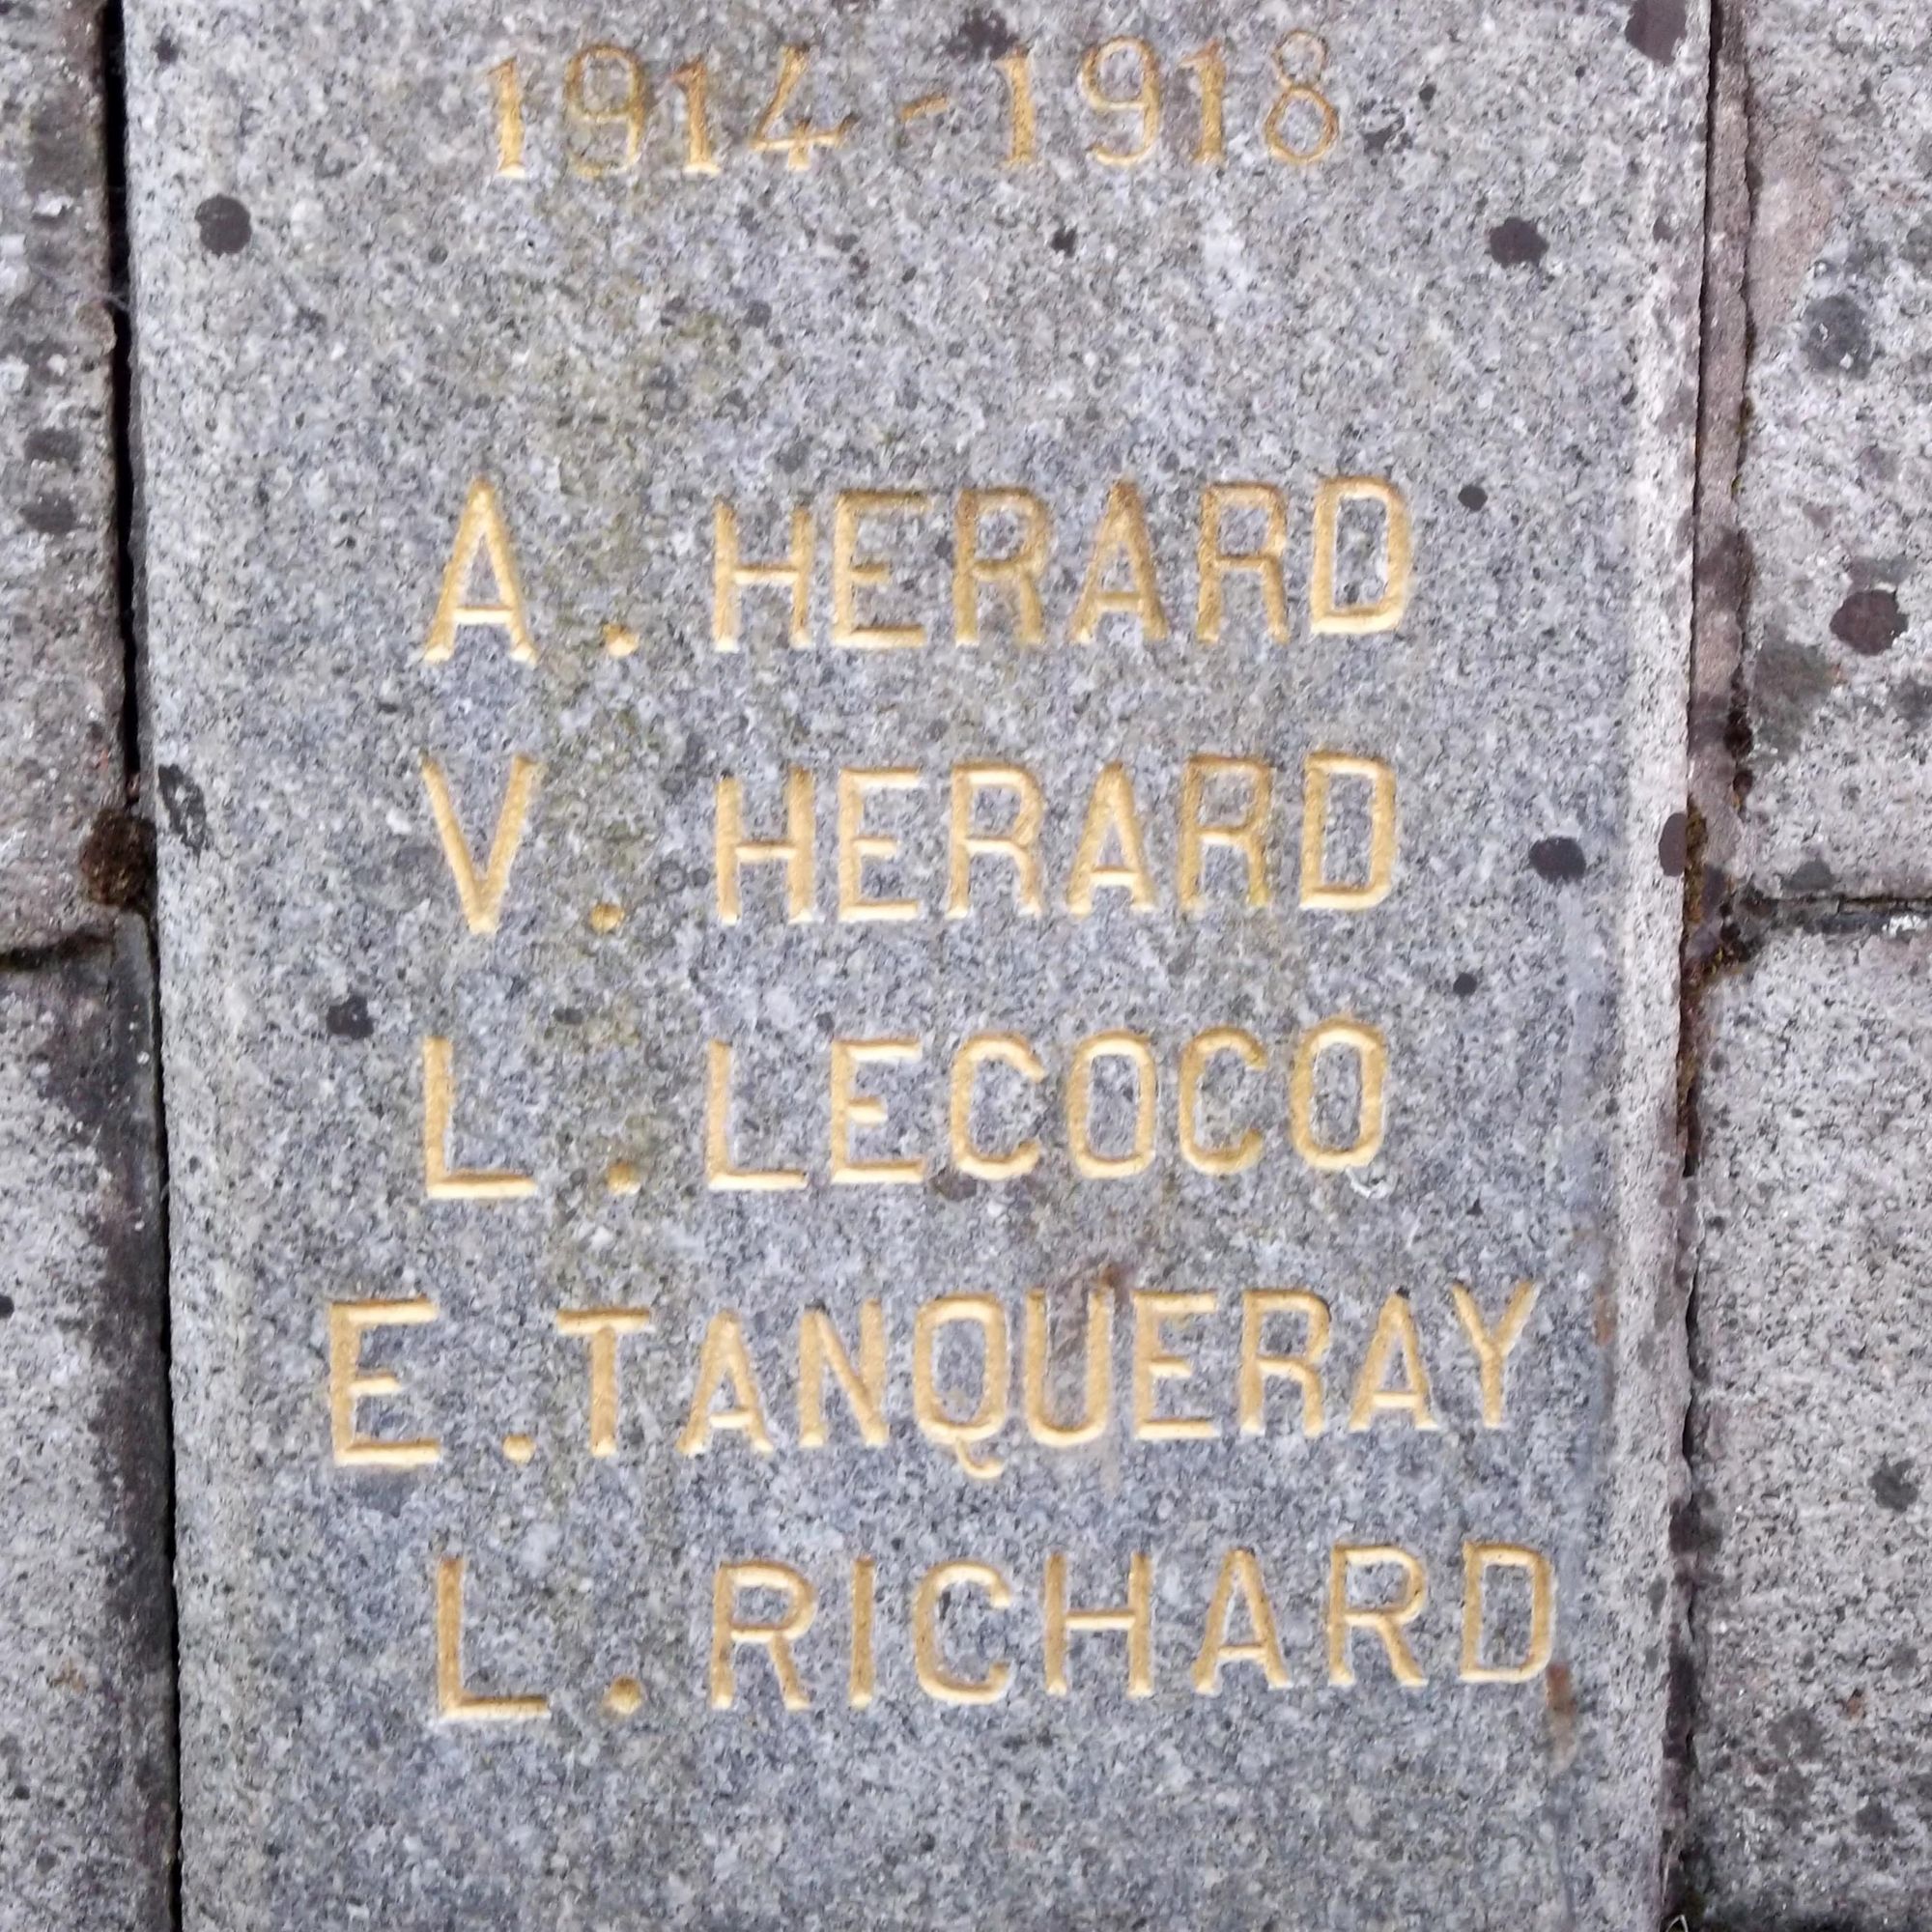 1914-1918
A. HERARD
V. HERARD
L. LECOCQ
E. TANQUERAY
L. RICHARD